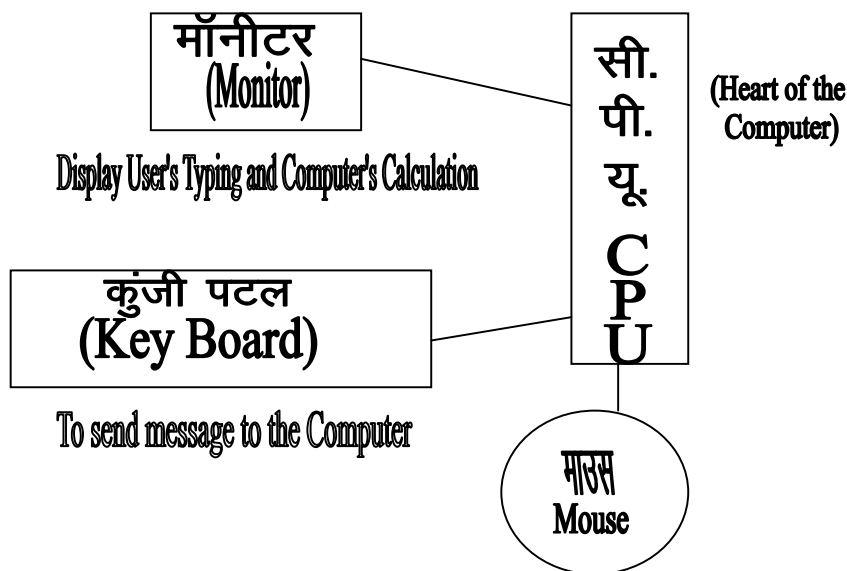 मॉनीटर
(Monitor)
Display User's Typing and Computer's Calculation
सी.
पी.
यू.
C
P
U
(Heart of the
Computer)
कुंजी पटल
(Key Board)
To send message to the Computer
माउस
Mouse